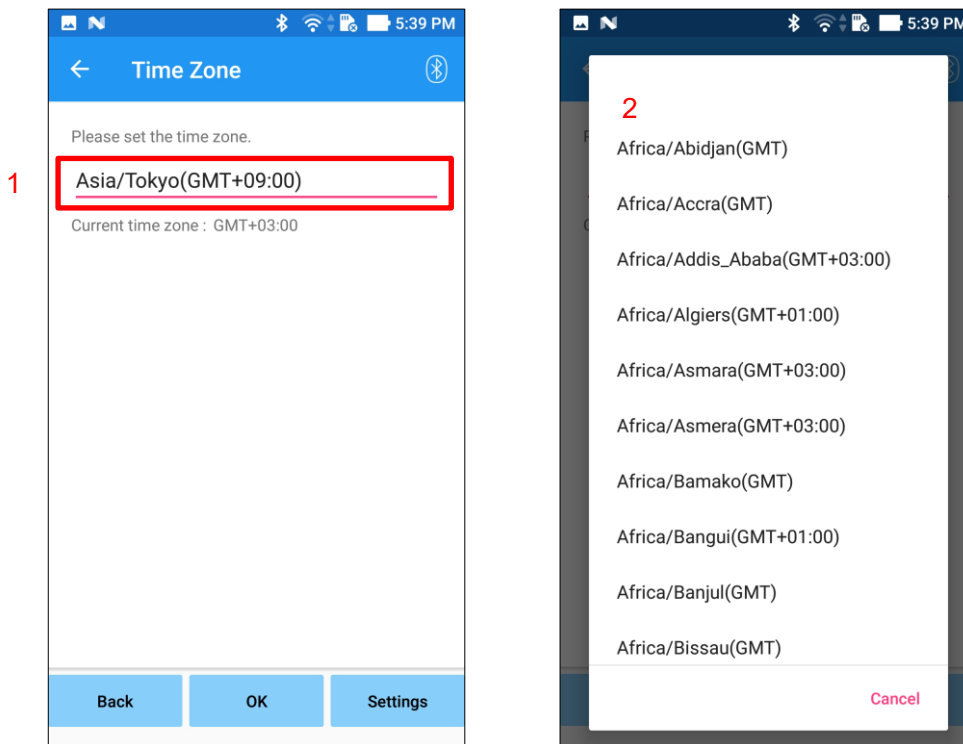 5:39 PM
Time Zone
Please set the time zone.
1
Asia/Tokyo(GMT+09:00)
Current time zone : GMT+03:00
Back
OK
Settings
5:39 PM
2
Africa/Abidjan(GMT)
Africa/Accra(GMT)
Africa/Addis_Ababa(GMT+03:00)
Africa/Algiers(GMT+01:00)
Africa/Asmara(GMT+03:00)
Africa/Asmera(GMT+03:00)
Africa/Bamako(GMT)
Africa/Bangui(GMT+01:00)
Africa/Banjul(GMT)
Africa/Bissau(GMT)
Cancel